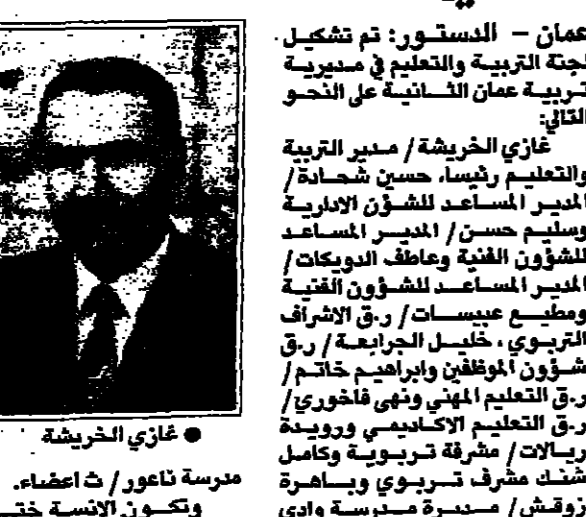 عمان – الدستور: تم تشكيل
لجنة التربية والتعليم في مديرية
تربية عمان الثانية على النحو
التالي:
غازي الخريشة / مدير التربية
والتعليم رئيسا، حسين شحادة/
المدير المساعد للشؤن الادارية
وسليم حسن/ المدير المساعد
للشؤون الفنية وعاطف الدويكات/
المدير المساعد للشؤون الفنية
ومطيع عبيسات/ ر.ق الاشراف
التربوي، خليل الجرابعة/ ر.ق
شؤون الموظفين وابراهيم خاتم/
ر.ق التعليم المهني ونهى فاخوري/
ر.ق التعليم الاكاديمي ورويدة
ريالات/ مشرفة تربوية وكامل
شنك مشرف تربوي وباهرة
زوقش/ مديرة مدرسة وادي
● غازي الخريشة
مدرسة ناعور/ ث اعضاء.
وتكون الانسة